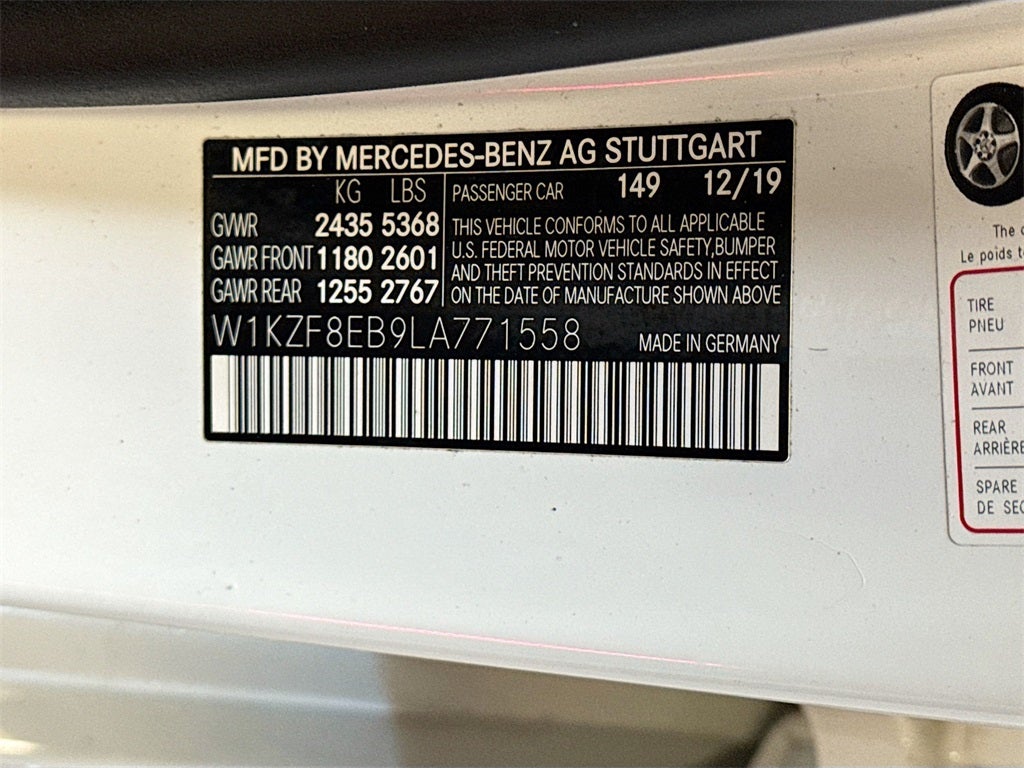 MFD BY MERCEDES-BENZ AG STUTTGART
KG LBS
GVWR 2435 5368
GAWR FRONT 1180 2601
GAWR REAR 1255 2767
PASSENGER CAR 149 12/19
THIS VEHICLE CONFORMS TO ALL APPLICABLE
U.S. FEDERAL MOTOR VEHICLE SAFETY,BUMPER
AND THEFT PREVENTION STANDARDS IN EFFECT
ON THE DATE OF MANUFACTURE SHOWN ABOVE
W1KZF8EB9LA771558
MADE IN GERMANY
The
Le poids
TIRE
PNEU
FRONT
AVANT
REAR
ARRIÈRE
SPARE
DE